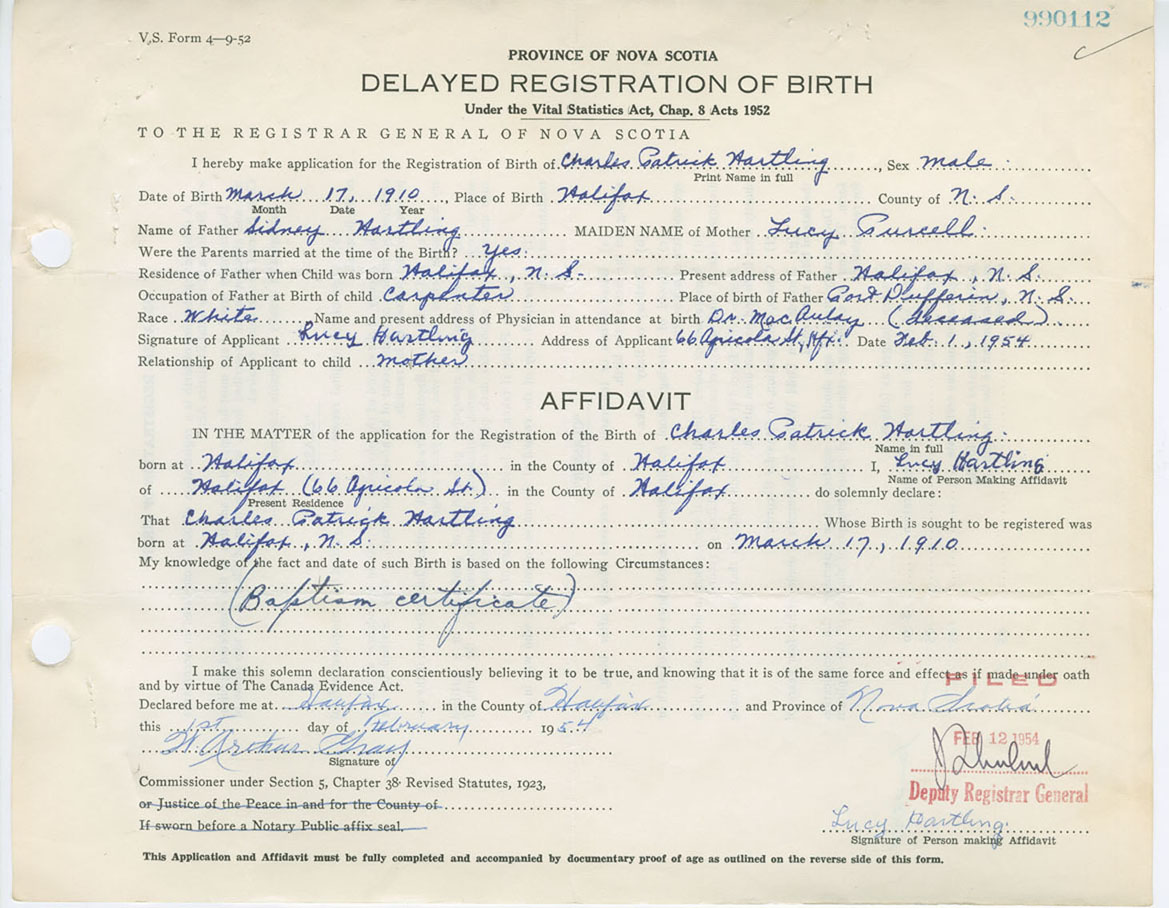 990112
V.S. Form 4—9-52
PROVINCE OF NOVA SCOTIA
DELAYED REGISTRATION OF BIRTH
Under the Vital Statistics Act, Chap. 8 Acts 1952
TO THE REGISTRAR GENERAL OF NOVA SCOTIA
I hereby make application for the Registration of Birth of Charles Patrick Hartling, Sex male
Print Name in full
Date of Birth March 17, 1910, Place of Birth Halifax County of N. S.
Month Date Year
Name of Father Sidney Hartling MAIDEN NAME of Mother Lucy Purcell
Were the Parents married at the time of the Birth? Yes
Residence of Father when Child was born Halifax, N. S. Present address of Father Halifax, N. S.
Occupation of Father at Birth of child Carpenter Place of birth of Father Port Dufferin, N. S.
Race White Name and present address of Physician in attendance at birth Dr. MacAulay (deseased)
Signature of Applicant Lucy Hartling Address of Applicant 66 Agricola St, Hfx. Date Feb. 1, 1954
Relationship of Applicant to child mother
AFFIDAVIT
IN THE MATTER of the application for the Registration of the Birth of Charles Patrick Hartling
Name in full
born at Halifax in the County of Halifax I, Lucy Hartling
Name of Person Making Affidavit
of Halifax (66 Agricola St.) in the County of Halifax do solemnly declare:
Present Residence
That Charles Patrick Hartling Whose Birth is sought to be registered was
born at Halifax, N. S. on March 17, 1910
My knowledge of the fact and date of such Birth is based on the following Circumstances:
(Baptism certificate)
I make this solemn declaration conscientiously believing it to be true, and knowing that it is of the same force and effect as if made under oath
and by virtue of The Canada Evidence Act.
FILED
Declared before me at Halifax in the County of Halifax and Province of Nova Scotia
this 1st day of February 1954
FEB 12 1954
W. Arthur Gray
Signature of
Commissioner under Section 5, Chapter 38 Revised Statutes, 1923,
Deputy Registrar General
or Justice of the Peace in and for the County of
If sworn before a Notary Public affix seal.
Lucy Hartling
Signature of Person making Affidavit
This Application and Affidavit must be fully completed and accompanied by documentary proof of age as outlined on the reverse side of this form.